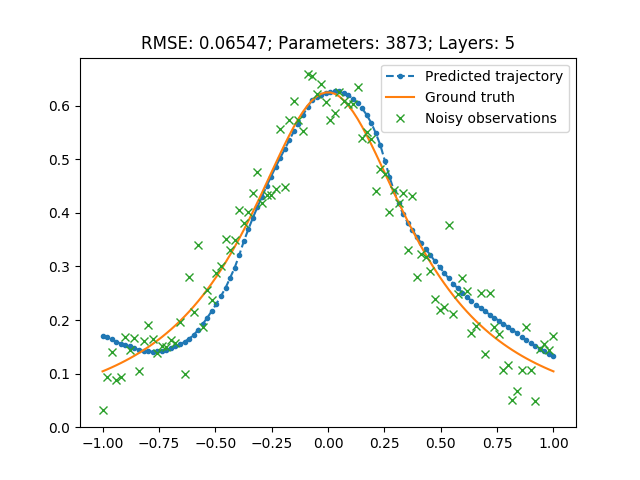 RMSE: 0.06547; Parameters: 3873; Layers: 5
Predicted trajectory
Ground truth
Noisy observations
0.6
0.5
0.4
0.3
0.2
0.1
0.0
−1.00 −0.75 −0.50 −0.25 0.00 0.25 0.50 0.75 1.00